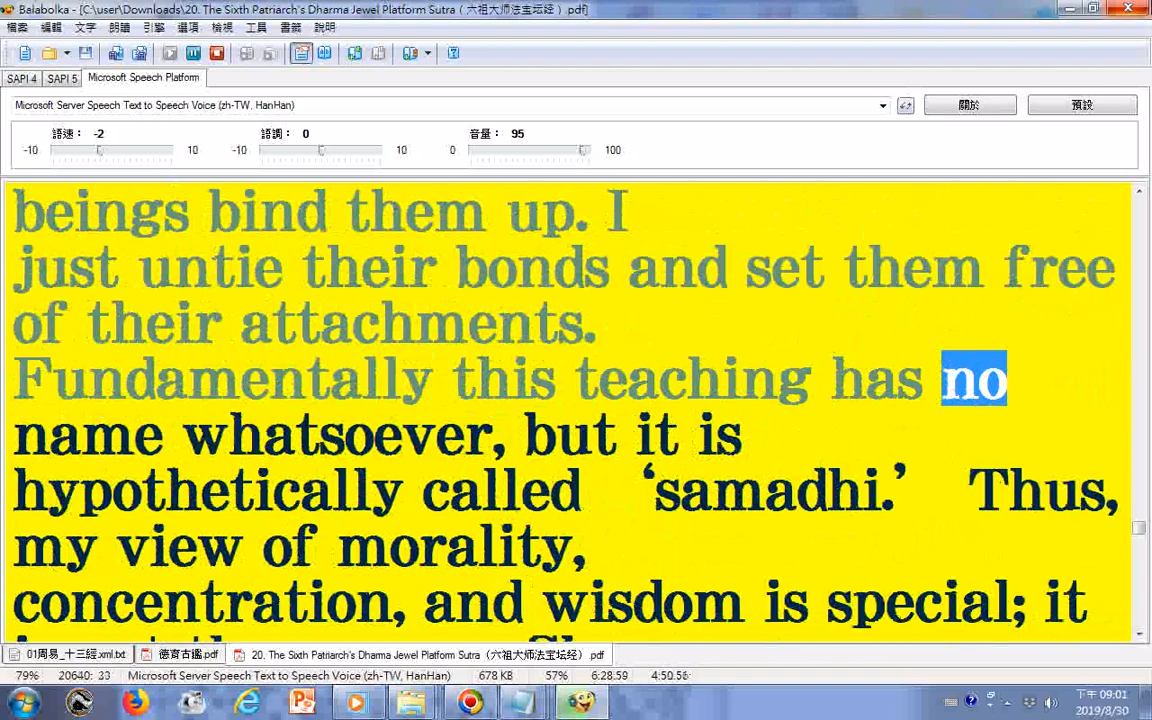 Balabolka - [C:\user\Downloads\20. The Sixth Patriarch's Dharma Jewel Platform Sutra（六祖大师法宝坛经）.pdf]
檔案 編輯 文字 朗讀 引擎 選項 檢視 工具 書籤 說明
SAPI 4 SAPI 5 Microsoft Speech Platform
Microsoft Server Speech Text to Speech Voice (zh-TW, HanHan) 關於 預設
語速： -2 語調： 0 音量： 95
-10 10 -10 10 0 100
beings bind them up. I
just untie their bonds and set them free
of their attachments.
Fundamentally this teaching has no
name whatsoever, but it is
hypothetically called ‘samadhi.’ Thus,
my view of morality,
concentration, and wisdom is special; it
01周易_十三經.xml.txt 德育古鑑.pdf 20. The Sixth Patriarch's Dharma Jewel Platform Sutra（六祖大师法宝坛经）.pdf
79% 20640: 33 Microsoft Server Speech Text to Speech Voice (zh-TW, HanHan) 678 KB 57% 6:28.59 4:50.56
下午 09:01
2019/8/30